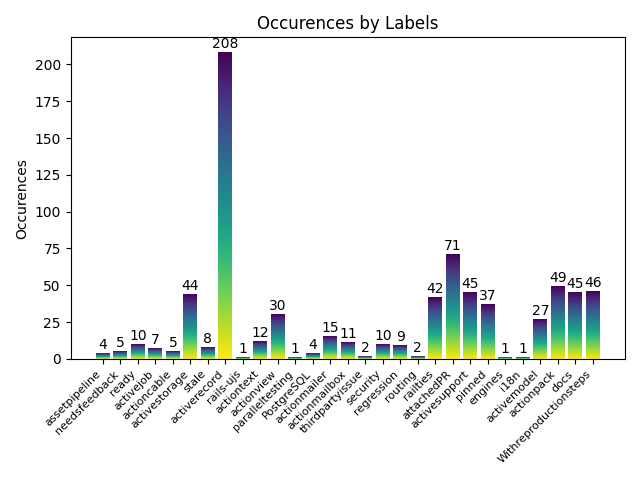 Occurences by Labels
Occurences
200
175
150
125
100
75
50
25
0
4
5
10
7
5
44
8
208
1
12
30
1
4
15
11
2
10
9
2
42
71
45
37
1
1
27
49
45
46
assetpipeline
needsfeedback
ready
activejob
actioncable
activestorage
stale
activerecord
rails-ujs
actiontext
actionview
paralleltesting
PostgreSQL
actionmailer
actionmailbox
thirdpartyissue
security
regression
routing
railties
attachedPR
activesupport
pinned
engines
i18n
activemodel
actionpack
docs
Withreproductionsteps